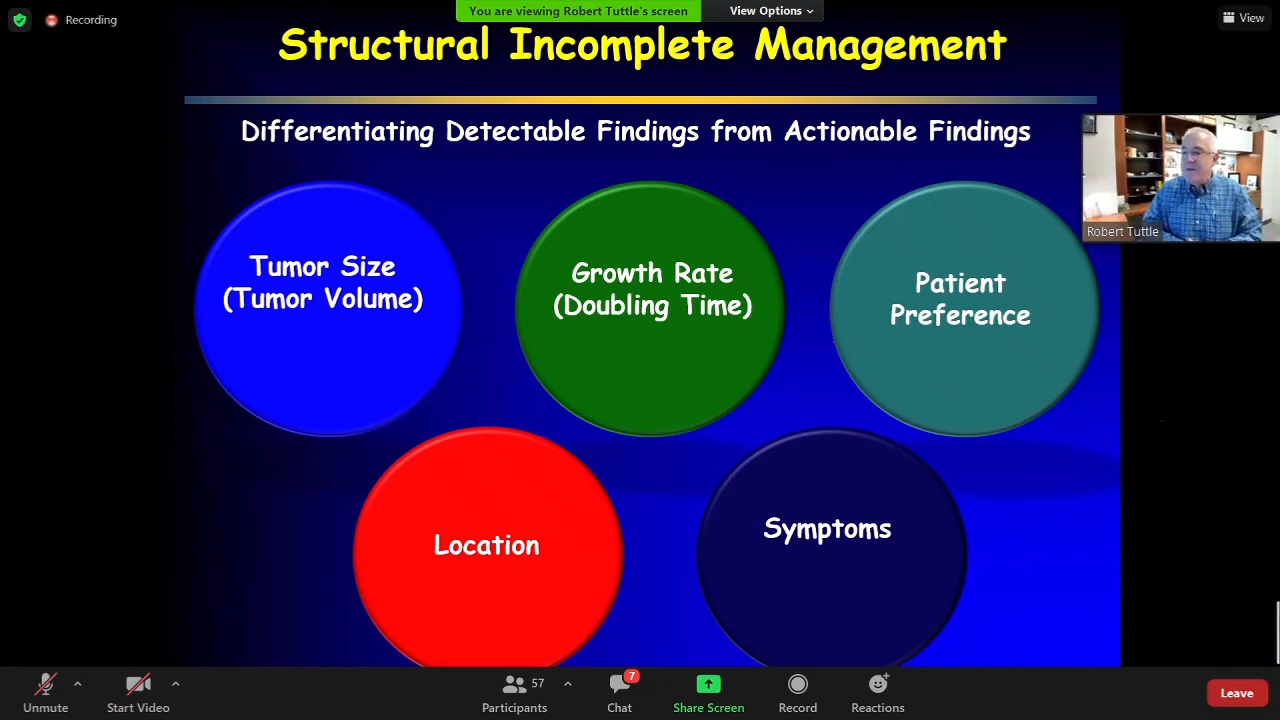 Recording
You are viewing Robert Tuttle's screen
View Options
View
Structural Incomplete Management
Differentiating Detectable Findings from Actionable Findings
Tumor Size
(Tumor Volume)
Growth Rate
(Doubling Time)
Patient
Preference
Robert Tuttle
Location
Symptoms
Unmute
Start Video
57
Participants
7
Chat
Share Screen
Record
Reactions
Leave